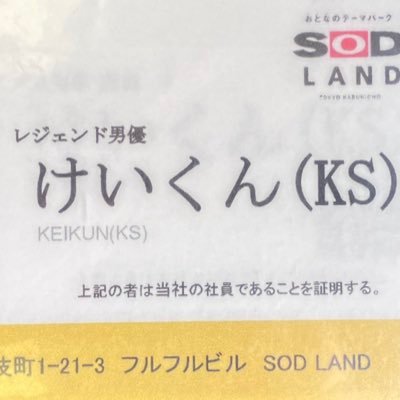 おとなのテーマパーク
SOD
LAND
TOKYO KABUKICHO
レジェンド男優
けいくん(KS)
KEIKUN(KS)
上記の者は当社の社員であることを証明する。
伎町1-21-3 フルフルビル SOD LAND